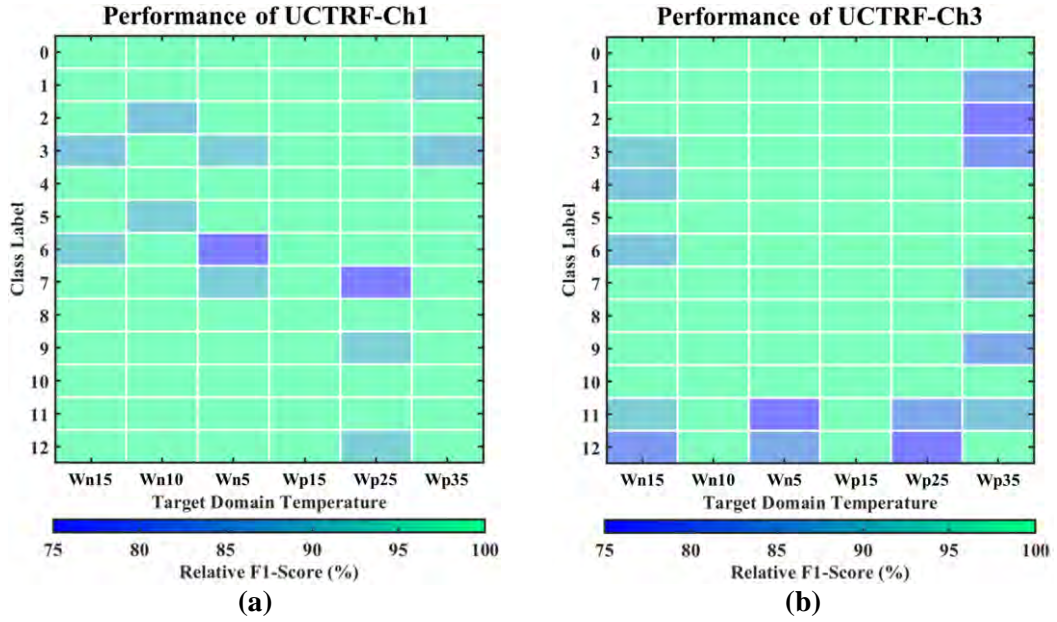 Performance of UCTRF-Ch1
0
1
2
3
4
5
6
7
8
9
10
11
12
Class Label
Wn15 Wn10 Wn5 Wp15 Wp25 Wp35
Target Domain Temperature
75 80 85 90 95 100
Relative F1-Score (%)
(a)
Performance of UCTRF-Ch3
0
1
2
3
4
5
6
7
8
9
10
11
12
Class Label
Wn15 Wn10 Wn5 Wp15 Wp25 Wp35
Target Domain Temperature
75 80 85 90 95 100
Relative F1-Score (%)
(b)